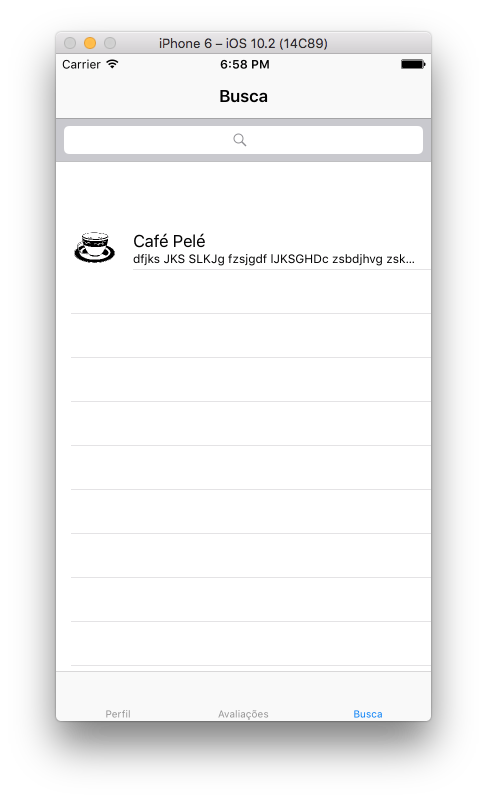 iPhone 6 – iOS 10.2 (14C89)
Carrier 6:58 PM
Busca
Café Pelé
dfjks JKS SLKJg fzsjgdf lJKSGHDc zsbdjhvg zsk...
Perfil Avaliações Busca